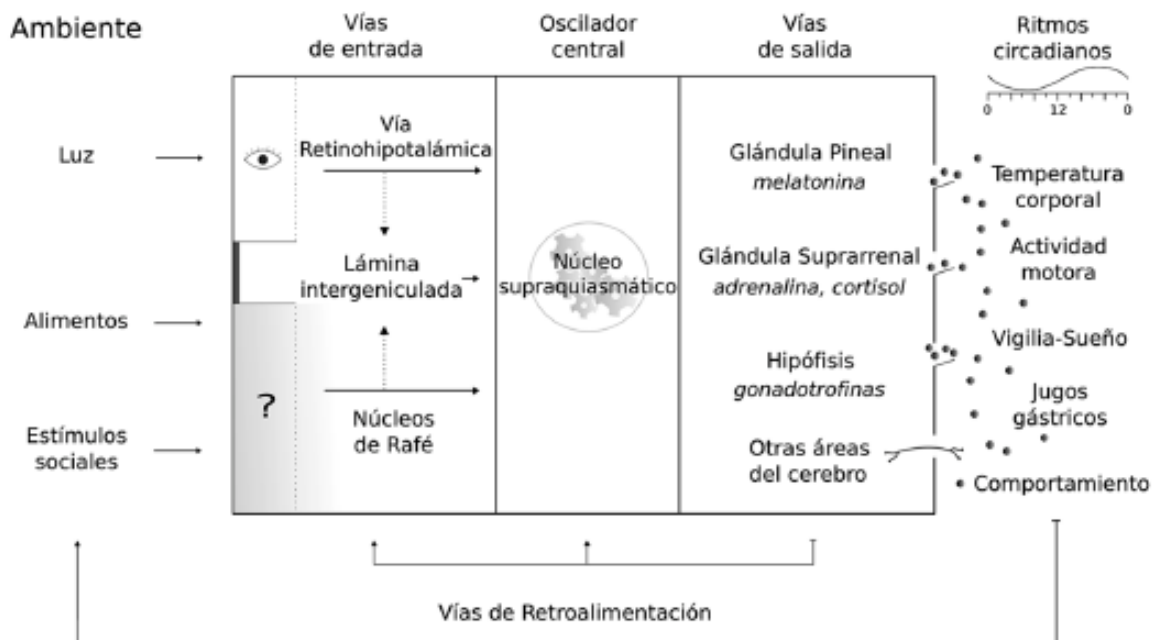 Ambiente
Vías
de entrada
Oscilador
central
Vías
de salida
Ritmos
circadianos
0
12
0
Luz
Alimentos
Estímulos
sociales
Vía
Retinohipotalámica
Lámina
intergeniculada
?
Núcleos
de Rafé
Núcleo
supraquiasmático
Glándula Pineal
melatonina
Glándula Suprarrenal
adrenalina, cortisol
Hipófisis
gonadotrofinas
Otras áreas
del cerebro
Temperatura
corporal
Actividad
motora
Vigilia-Sueño
Jugos
gástricos
Comportamiento
Vías de Retroalimentación